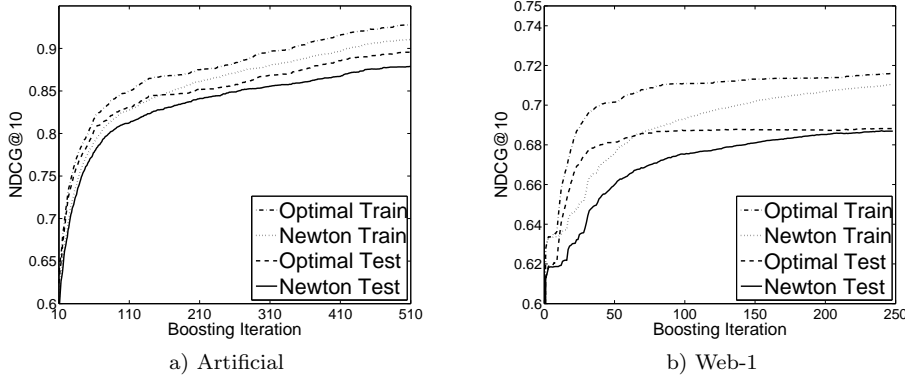 0.9
0.85
0.8
0.75
0.7
0.65
0.6
NDCG@10
Optimal Train
Newton Train
Optimal Test
Newton Test
10 110 210 310 410 510
Boosting Iteration
a) Artificial
0.75
0.72
0.7
0.68
0.66
0.64
0.62
0.6
NDCG@10
Optimal Train
Newton Train
Optimal Test
Newton Test
0 50 100 150 200 250
Boosting Iteration
b) Web-1